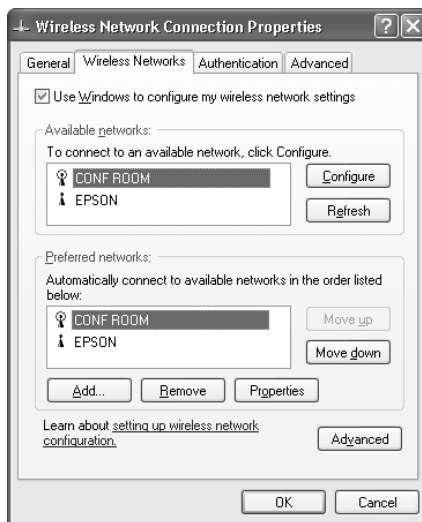 Wireless Network Connection Properties
General Wireless Networks Authentication Advanced
Use Windows to configure my wireless network settings
Available networks:
To connect to an available network, click Configure.
CONF ROOM
EPSON
Configure
Refresh
Preferred networks:
Automatically connect to available networks in the order listed
below:
CONF ROOM
EPSON
Move up
Move down
Add... Remove Properties
Learn about setting up wireless network
configuration.
Advanced
OK Cancel